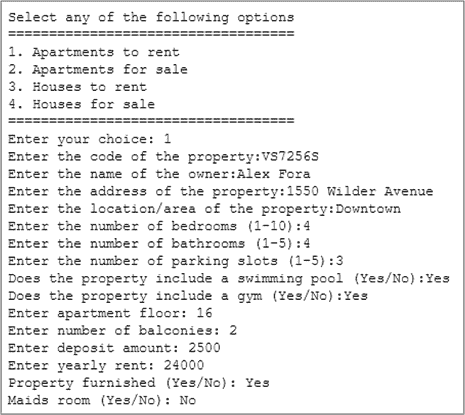 Select any of the following options
===================================
1. Apartments to rent
2. Apartments for sale
3. Houses to rent
4. Houses for sale
===================================
Enter your choice: 1
Enter the code of the property:VS7256S
Enter the name of the owner:Alex Fora
Enter the address of the property:1550 Wilder Avenue
Enter the location/area of the property:Downtown
Enter the number of bedrooms (1-10):4
Enter the number of bathrooms (1-5):4
Enter the number of parking slots (1-5):3
Does the property include a swimming pool (Yes/No):Yes
Does the property include a gym (Yes/No):Yes
Enter apartment floor: 16
Enter number of balconies: 2
Enter deposit amount: 2500
Enter yearly rent: 24000
Property furnished (Yes/No): Yes
Maids room (Yes/No): No